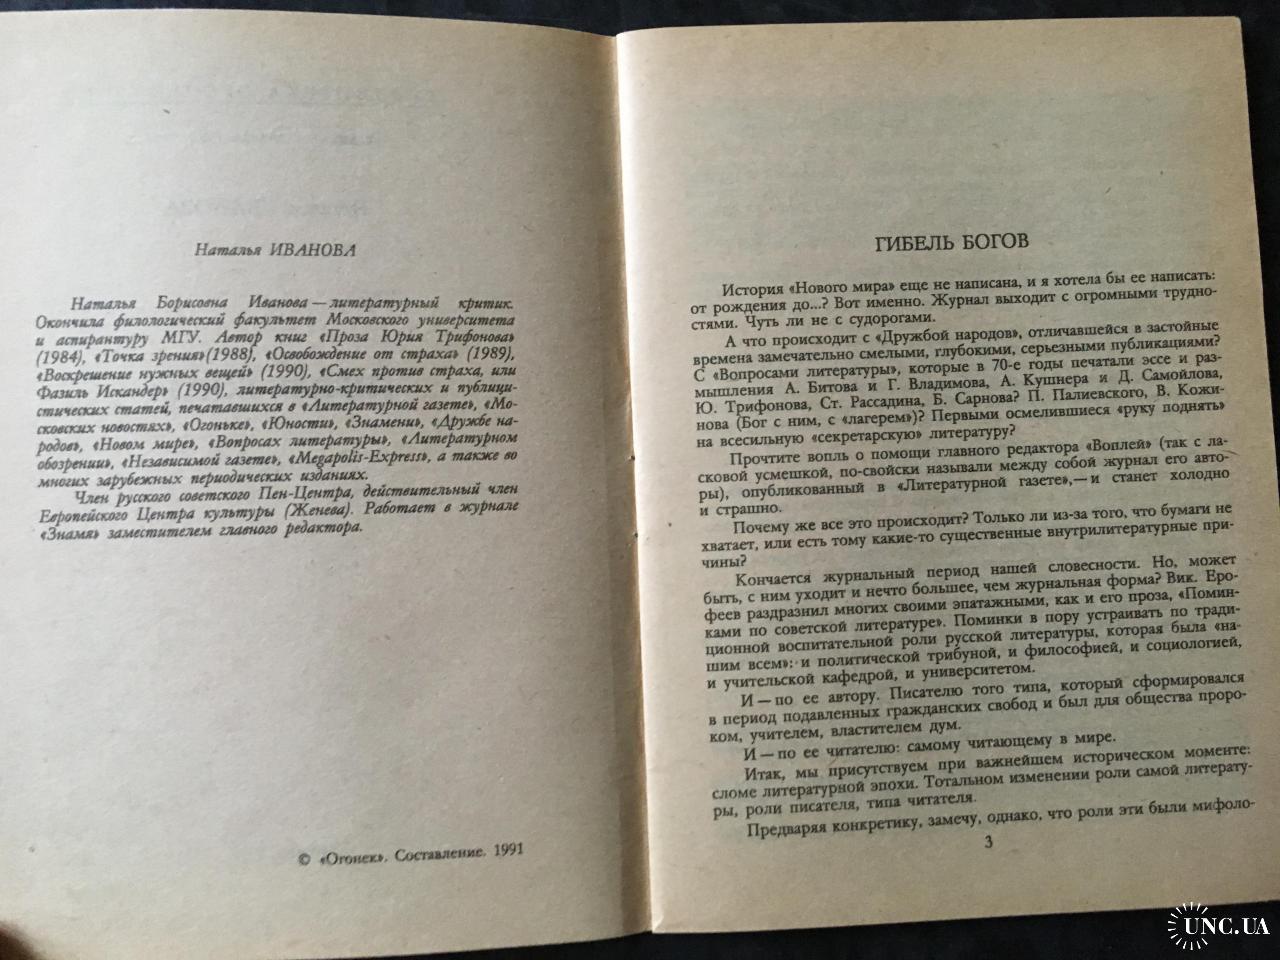 Наталья ИВАНОВА
Наталья Борисовна Иванова — литературный критик.
Окончила филологический факультет Московского университета
и аспирантуру МГУ. Автор книг «Проза Юрия Трифонова»
(1984), «Точка зрения»(1988), «Освобождение от страха» (1989),
«Воскрешение нужных вещей» (1990), «Смех против страха, или
Фазиль Искандер» (1990), литературно-критических и публици-
стических статей, печатавшихся в «Литературной газете», «Мо-
сковских новостях», «Огоньке», «Юности», «Знамени», «Дружбе на-
родов», «Новом мире», «Вопросах литературы», «Литературном
обозрении», «Независимой газете», «Megapolis-Express», а также во
многих зарубежных периодических изданиях.
Член русского советского Пен-Центра, действительный член
Европейского Центра культуры (Женева). Работает в журнале
«Знамя» заместителем главного редактора.
© «Огонек». Составление. 1991
ГИБЕЛЬ БОГОВ
История «Нового мира» еще не написана, и я хотела бы ее написать:
от рождения до...? Вот именно. Журнал выходит с огромными трудно-
стями. Чуть ли не с судорогами.
А что происходит с «Дружбой народов», отличавшейся в застойные
времена замечательно смелыми, глубокими, серьезными публикациями?
С «Вопросами литературы», которые в 70-е годы печатали эссе и раз-
мышления А. Битова и Г. Владимова, А. Кушнера и Д. Самойлова,
Ю. Трифонова, Ст. Рассадина, Б. Сарнова? П. Палиевского, В. Кожи-
нова (Бог с ним, с «лагерем»)? Первыми осмелившиеся «руку поднять»
на всесильную «секретарскую» литературу?
Прочтите вопль о помощи главного редактора «Воплей» (так с ла-
сковой усмешкой, по-свойски называли между собой журнал его авто-
ры), опубликованный в «Литературной газете»,— и станет холодно
и страшно.
Почему же все это происходит? Только ли из-за того, что бумаги не
хватает, или есть тому какие-то существенные внутрилитературные при-
чины?
Кончается журнальный период нашей словесности. Но, может
быть, с ним уходит и нечто большее, чем журнальная форма? Вик. Еро-
феев раздразнил многих своими эпатажными, как и его проза, «Помин-
ками по советской литературе». Поминки в пору устраивать по тради-
ционной воспитательной роли русской литературы, которая была «на-
шим всем»: и политической трибуной, и философией, и социологией,
и учительской кафедрой, и университетом.
И — по ее автору. Писателю того типа, который сформировался
в период подавленных гражданских свобод и был для общества проро-
ком, учителем, властителем дум.
И — по ее читателю: самому читающему в мире.
Итак, мы присутствуем при важнейшем историческом моменте:
сломе литературной эпохи. Тотальном изменении роли самой литерату-
ры, роли писателя, типа читателя.
Предваряя конкретику, замечу, однако, что роли эти были мифоло-
3
UNC.UA